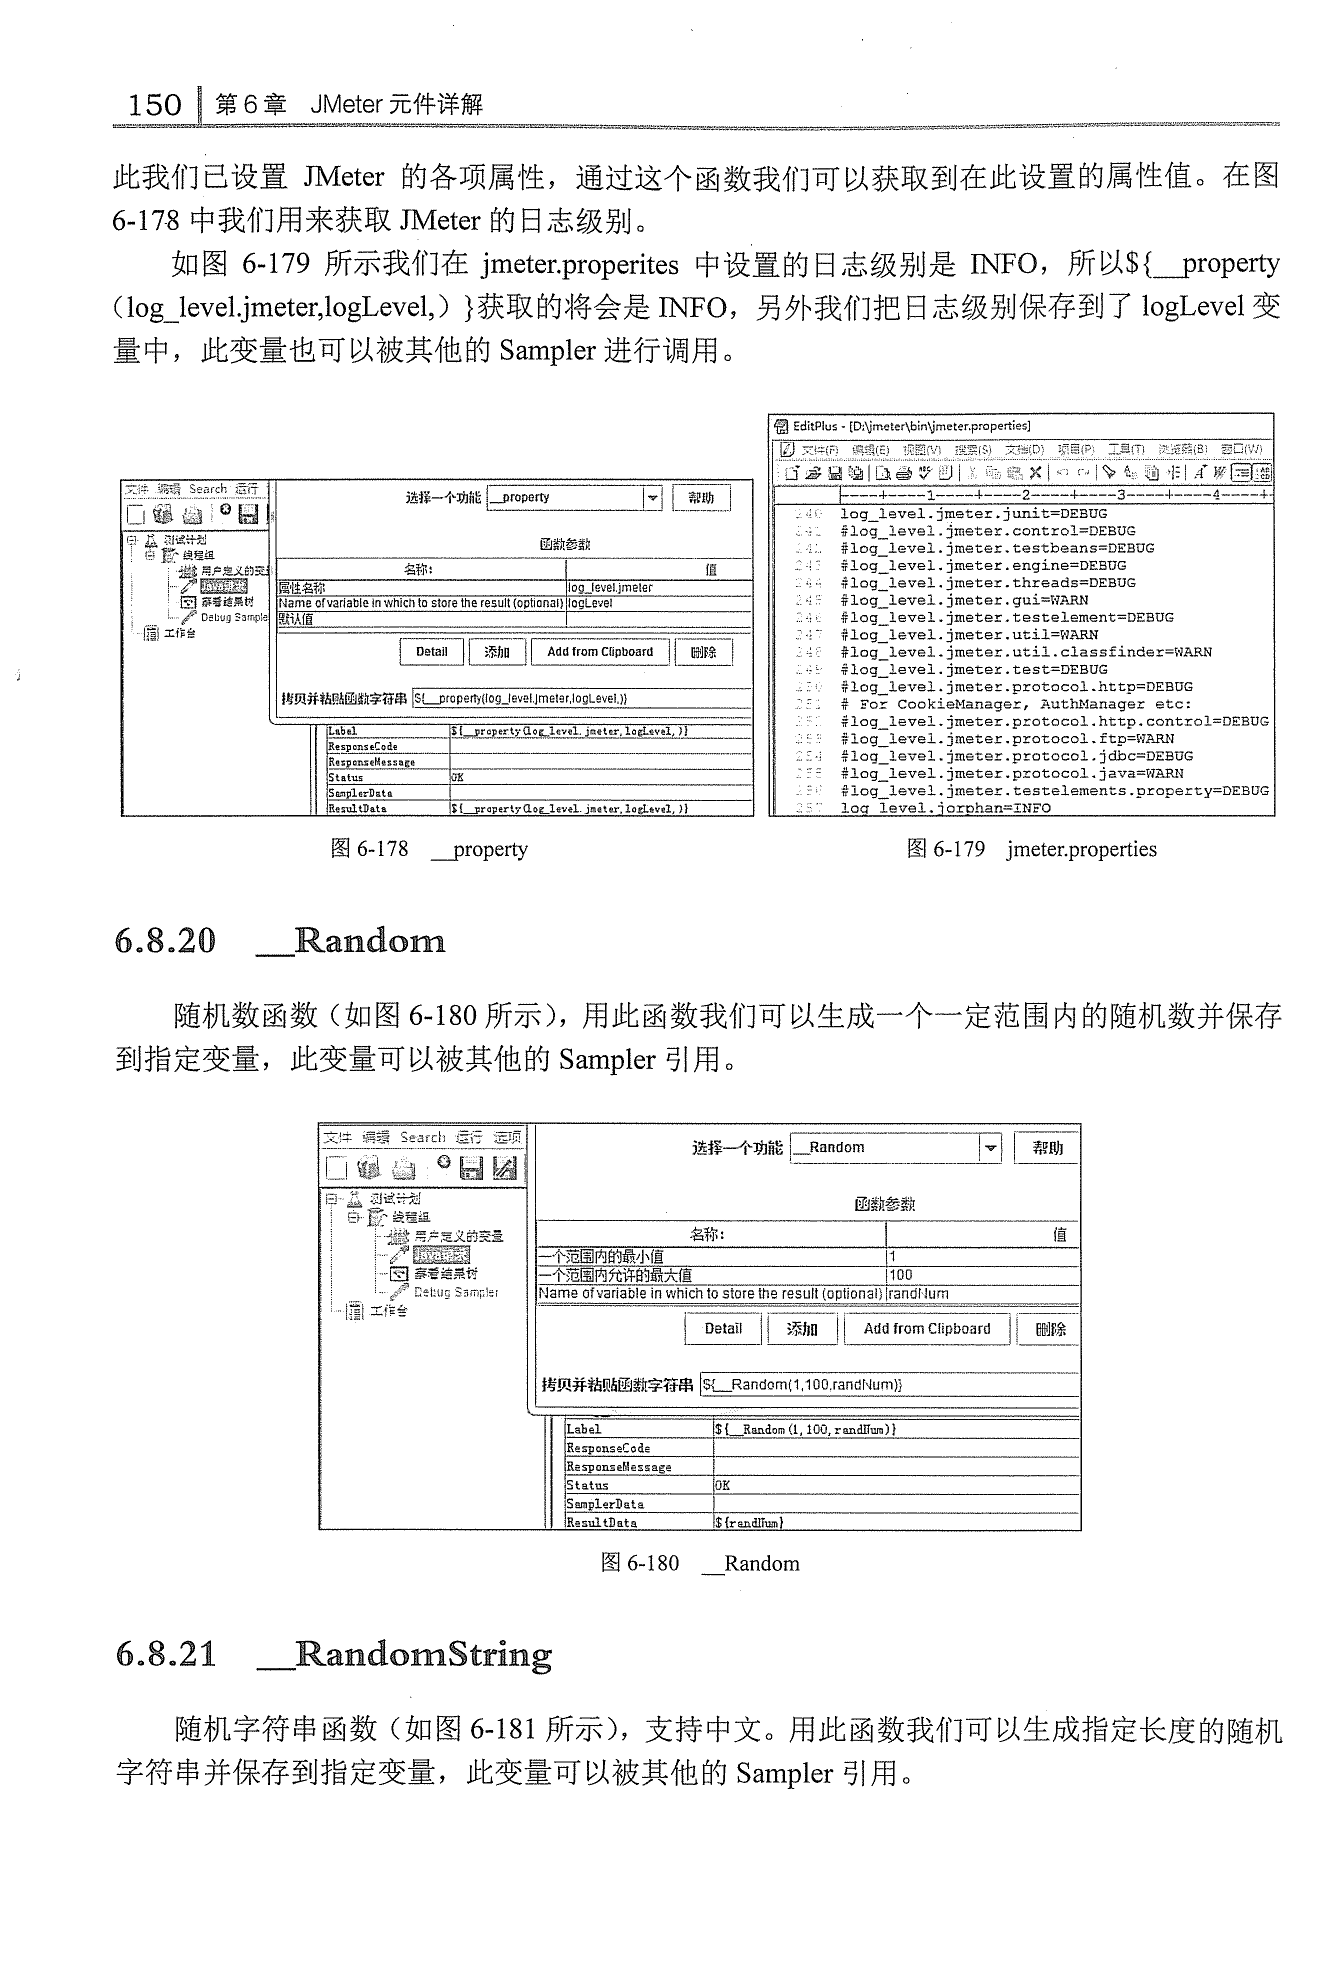 150 第6章 JMeter 元件详解
此我们已设置 JMeter 的各项属性，通过这个函数我们可以获取到在此设置的属性值。在图
6-178 中我们用来获取 JMeter 的日志级别。
如图 6-179 所示我们在 jmeter.properites 中设置的日志级别是 INFO，所以${__property
（log_level.jmeter,logLevel,）}获取的将会是 INFO，另外我们把日志级别保存到了 logLevel 变
量中，此变量也可以被其他的 Sampler 进行调用。
文件 编辑 Search 运行
测试计划
线程组
用户定义的变
察看结果树
Debug Sample
工作台
选择一个功能 __property 帮助
函数参数
名称: 值
属性名称 log_level.jmeter
Name of variable in which to store the result (optional) logLevel
默认值
Detail 添加 Add from Clipboard 删除
拷贝并粘贴函数字符串 ${__property(log_level.jmeter,logLevel,)}
Label ${__property(log_level.jmeter,logLevel,)}
ResponseCode
ResponseMessage
Status OK
SamplerData
ResultData ${__property(log_level.jmeter,logLevel,)}
EditPlus - [D:\jmeter\bin\jmeter.properties]
文件(F) 编辑(E) 视图(V) 搜索(S) 文档(D) 项目(P) 工具(T) 浏览器(B) 窗口(W)
----+----1----+----2----+----3----+----4----+
240 log_level.jmeter.junit=DEBUG
241 #log_level.jmeter.control=DEBUG
242 #log_level.jmeter.testbeans=DEBUG
243 #log_level.jmeter.engine=DEBUG
244 #log_level.jmeter.threads=DEBUG
245 #log_level.jmeter.gui=WARN
246 #log_level.jmeter.testelement=DEBUG
247 #log_level.jmeter.util=WARN
248 #log_level.jmeter.util.classfinder=WARN
249 #log_level.jmeter.test=DEBUG
250 #log_level.jmeter.protocol.http=DEBUG
251 # For CookieManager, AuthManager etc:
252 #log_level.jmeter.protocol.http.control=DEBUG
253 #log_level.jmeter.protocol.ftp=WARN
254 #log_level.jmeter.protocol.jdbc=DEBUG
255 #log_level.jmeter.protocol.java=WARN
256 #log_level.jmeter.testelements.property=DEBUG
257 log_level.jorphan=INFO
图 6-178 __property
图 6-179 jmeter.properties
6.8.20 __Random
随机数函数（如图 6-180 所示），用此函数我们可以生成一个一定范围内的随机数并保存
到指定变量，此变量可以被其他的 Sampler 引用。
文件 编辑 Search 运行 选项
测试计划
线程组
用户定义的变量
察看结果树
Debug Sampler
工作台
选择一个功能 __Random 帮助
函数参数
名称: 值
一个范围内的最小值 1
一个范围内允许的最大值 100
Name of variable in which to store the result (optional) randNum
Detail 添加 Add from Clipboard 删除
拷贝并粘贴函数字符串 ${__Random(1,100,randNum)}
Label ${__Random(1,100,randNum)}
ResponseCode
ResponseMessage
Status OK
SamplerData
ResultData ${randNum}
图 6-180 __Random
6.8.21 __RandomString
随机字符串函数（如图 6-181 所示），支持中文。用此函数我们可以生成指定长度的随机
字符串并保存到指定变量，此变量可以被其他的 Sampler 引用。